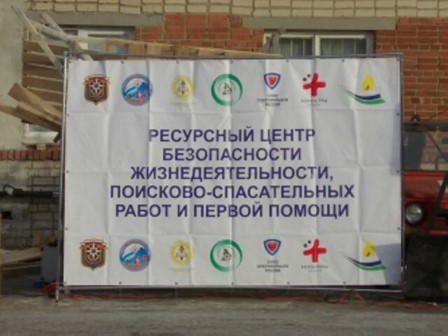 РЕСУРСНЫЙ ЦЕНТР
БЕЗОПАСНОСТИ
ЖИЗНЕДЕЯТЕЛЬНОСТИ,
ПОИСКОВО-СПАСАТЕЛЬНЫХ
РАБОТ И ПЕРВОЙ ПОМОЩИ